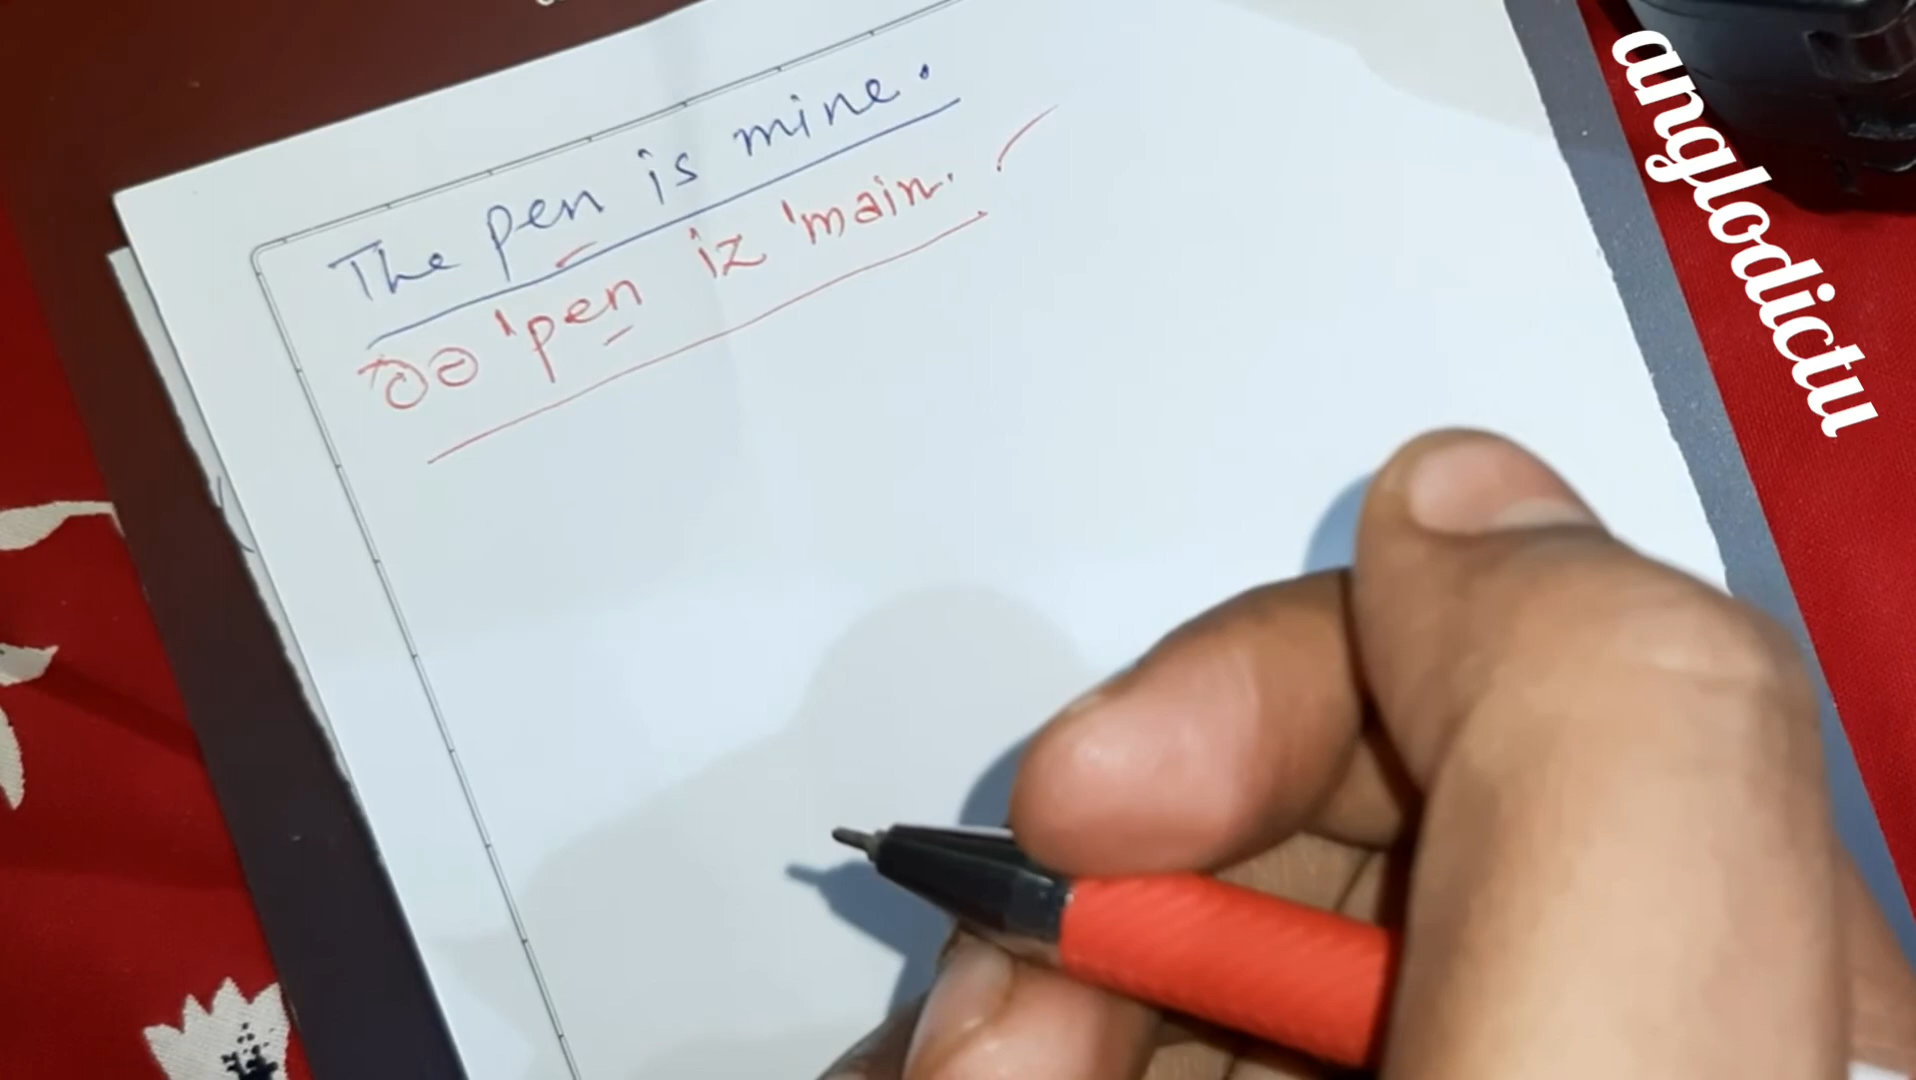 The pen is mine.
ðə 'pen iz 'main.
anglodictu